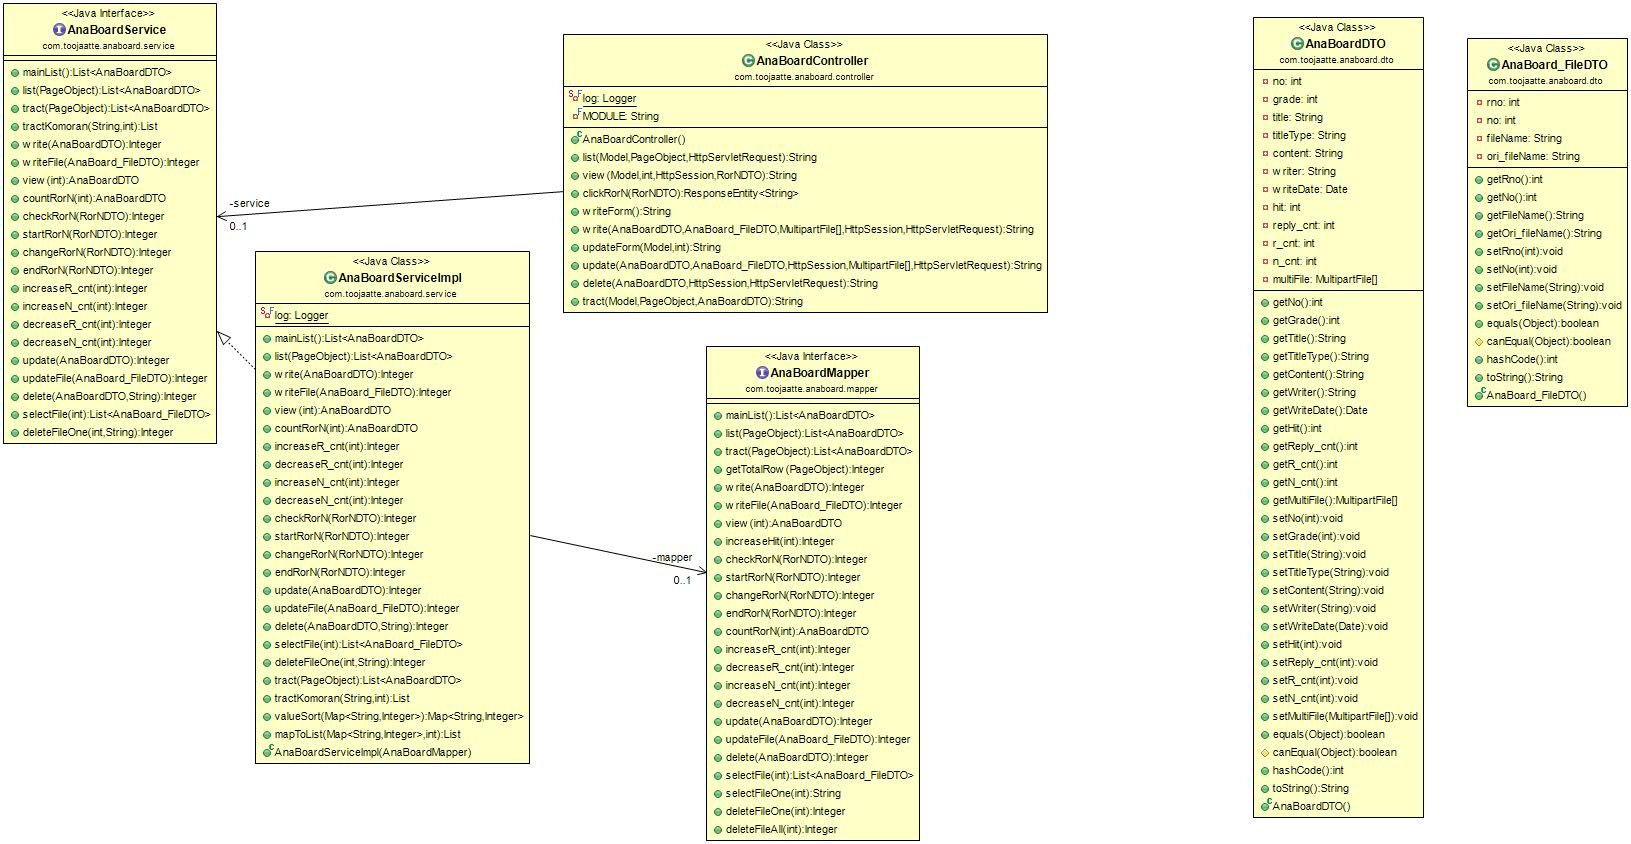 <<Java Interface>>
AnaBoardService
com.toojaatte.anaboard.service
mainList():List<AnaBoardDTO>
list(PageObject):List<AnaBoardDTO>
tract(PageObject):List<AnaBoardDTO>
tractKomoran(String,int):List
write(AnaBoardDTO):Integer
writeFile(AnaBoard_FileDTO):Integer
view(int):AnaBoardDTO
countRorN(int):AnaBoardDTO
checkRorN(RorNDTO):Integer
startRorN(RorNDTO):Integer
changeRorN(RorNDTO):Integer
endRorN(RorNDTO):Integer
increaseR_cnt(int):Integer
increaseN_cnt(int):Integer
decreaseR_cnt(int):Integer
decreaseN_cnt(int):Integer
update(AnaBoardDTO):Integer
updateFile(AnaBoard_FileDTO):Integer
delete(AnaBoardDTO,String):Integer
selectFile(int):List<AnaBoard_FileDTO>
deleteFileOne(int,String):Integer
-service
0..1
<<Java Class>>
AnaBoardServiceImpl
com.toojaatte.anaboard.service
log: Logger
mainList():List<AnaBoardDTO>
list(PageObject):List<AnaBoardDTO>
write(AnaBoardDTO):Integer
writeFile(AnaBoard_FileDTO):Integer
view(int):AnaBoardDTO
countRorN(int):AnaBoardDTO
increaseR_cnt(int):Integer
decreaseR_cnt(int):Integer
increaseN_cnt(int):Integer
decreaseN_cnt(int):Integer
checkRorN(RorNDTO):Integer
startRorN(RorNDTO):Integer
changeRorN(RorNDTO):Integer
endRorN(RorNDTO):Integer
update(AnaBoardDTO):Integer
updateFile(AnaBoard_FileDTO):Integer
delete(AnaBoardDTO,String):Integer
selectFile(int):List<AnaBoard_FileDTO>
deleteFileOne(int,String):Integer
tract(PageObject):List<AnaBoardDTO>
tractKomoran(String,int):List
valueSort(Map<String,Integer>):Map<String,Integer>
mapToList(Map<String,Integer>,int):List
AnaBoardServiceImpl(AnaBoardMapper)
-mapper
0..1
<<Java Class>>
AnaBoardController
com.toojaatte.anaboard.controller
log: Logger
MODULE: String
AnaBoardController()
list(Model,PageObject,HttpServletRequest):String
view(Model,int,HttpSession,RorNDTO):String
clickRorN(RorNDTO):ResponseEntity<String>
writeForm():String
write(AnaBoardDTO,AnaBoard_FileDTO,MultipartFile[],HttpSession,HttpServletRequest):String
updateForm(Model,int):String
update(AnaBoardDTO,AnaBoard_FileDTO,HttpSession,MultipartFile[],HttpServletRequest):String
delete(AnaBoardDTO,HttpSession,HttpServletRequest):String
tract(Model,PageObject,AnaBoardDTO):String
<<Java Interface>>
AnaBoardMapper
com.toojaatte.anaboard.mapper
mainList():List<AnaBoardDTO>
list(PageObject):List<AnaBoardDTO>
tract(PageObject):List<AnaBoardDTO>
getTotalRow(PageObject):Integer
write(AnaBoardDTO):Integer
writeFile(AnaBoard_FileDTO):Integer
view(int):AnaBoardDTO
increaseHit(int):Integer
checkRorN(RorNDTO):Integer
startRorN(RorNDTO):Integer
changeRorN(RorNDTO):Integer
endRorN(RorNDTO):Integer
countRorN(int):AnaBoardDTO
increaseR_cnt(int):Integer
decreaseR_cnt(int):Integer
increaseN_cnt(int):Integer
decreaseN_cnt(int):Integer
update(AnaBoardDTO):Integer
updateFile(AnaBoard_FileDTO):Integer
delete(AnaBoardDTO):Integer
selectFile(int):List<AnaBoard_FileDTO>
selectFileOne(int):String
deleteFileOne(int):Integer
deleteFileAll(int):Integer
<<Java Class>>
AnaBoardDTO
com.toojaatte.anaboard.dto
no: int
grade: int
title: String
titleType: String
content: String
writer: String
writeDate: Date
hit: int
reply_cnt: int
r_cnt: int
n_cnt: int
multiFile: MultipartFile[]
getNo():int
getGrade():int
getTitle():String
getTitleType():String
getContent():String
getWriter():String
getWriteDate():Date
getHit():int
getReply_cnt():int
getR_cnt():int
getN_cnt():int
getMultiFile():MultipartFile[]
setNo(int):void
setGrade(int):void
setTitle(String):void
setTitleType(String):void
setContent(String):void
setWriter(String):void
setWriteDate(Date):void
setHit(int):void
setReply_cnt(int):void
setR_cnt(int):void
setN_cnt(int):void
setMultiFile(MultipartFile[]):void
equals(Object):boolean
canEqual(Object):boolean
hashCode():int
toString():String
AnaBoardDTO()
<<Java Class>>
AnaBoard_FileDTO
com.toojaatte.anaboard.dto
rno: int
no: int
fileName: String
ori_fileName: String
getRno():int
getNo():int
getFileName():String
getOri_fileName():String
setRno(int):void
setNo(int):void
setFileName(String):void
setOri_fileName(String):void
equals(Object):boolean
canEqual(Object):boolean
hashCode():int
toString():String
AnaBoard_FileDTO()